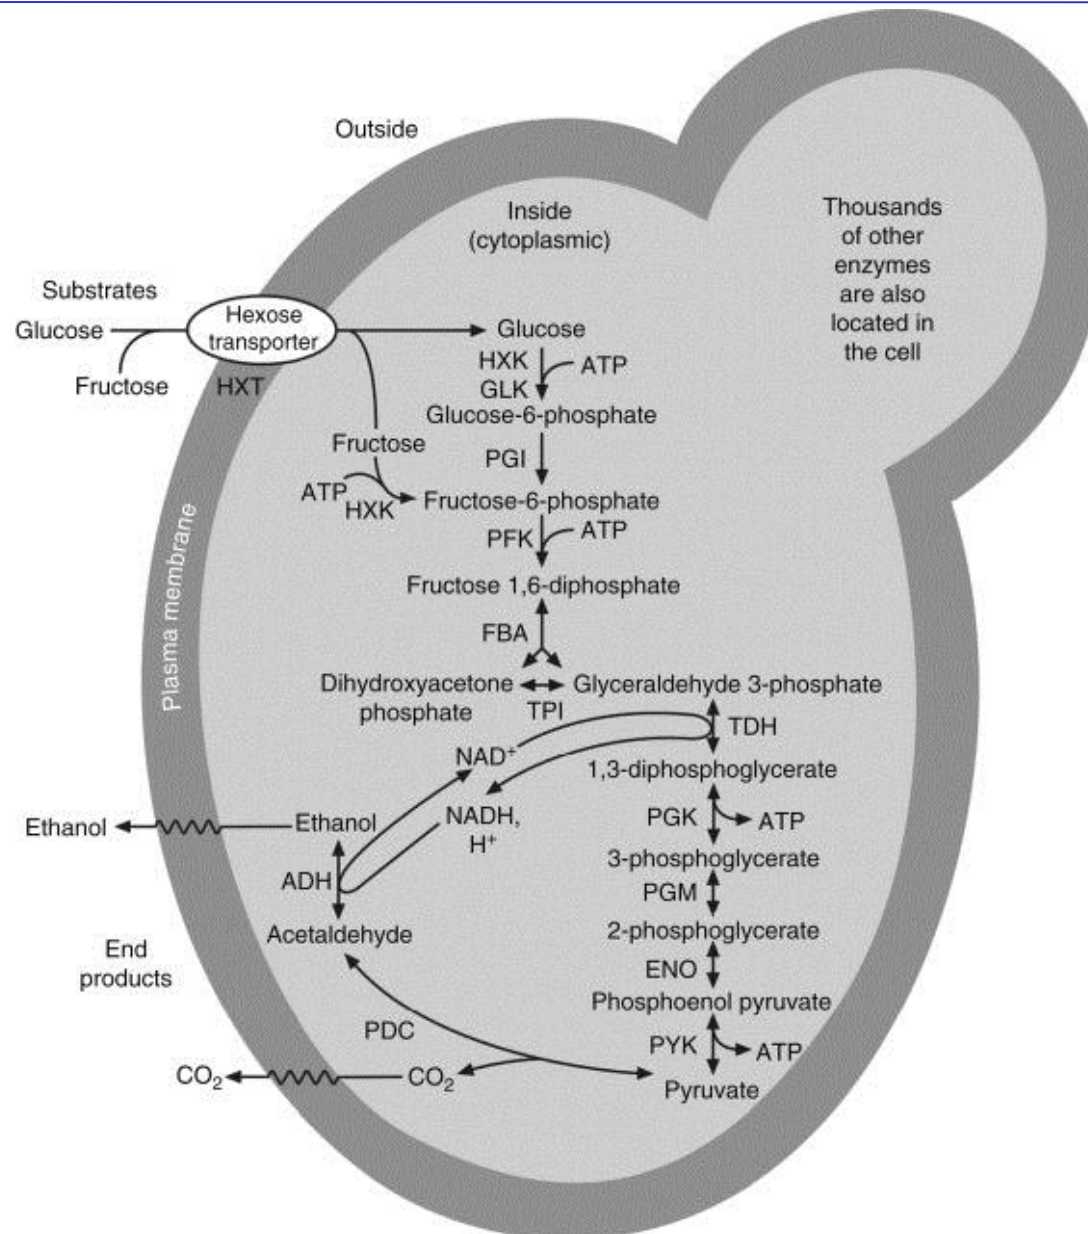 Outside
Inside
(cytoplasmic)
Thousands
of other
enzymes
are also
located in
the cell
Substrates
Glucose
Fructose
Hexose
transporter
HXT
Glucose
HXK
GLK
ATP
Glucose-6-phosphate
Fructose
PGI
ATP
HXK
Fructose-6-phosphate
PFK
ATP
Fructose 1,6-diphosphate
FBA
Plasma membrane
Dihydroxyacetone
phosphate
TPI
Glyceraldehyde 3-phosphate
TDH
NAD+
1,3-diphosphoglycerate
NADH,
H+
PGK
ATP
Ethanol
Ethanol
ADH
3-phosphoglycerate
PGM
Acetaldehyde
2-phosphoglycerate
End
products
ENO
Phosphoenol pyruvate
PDC
PYK
ATP
CO2
CO2
Pyruvate